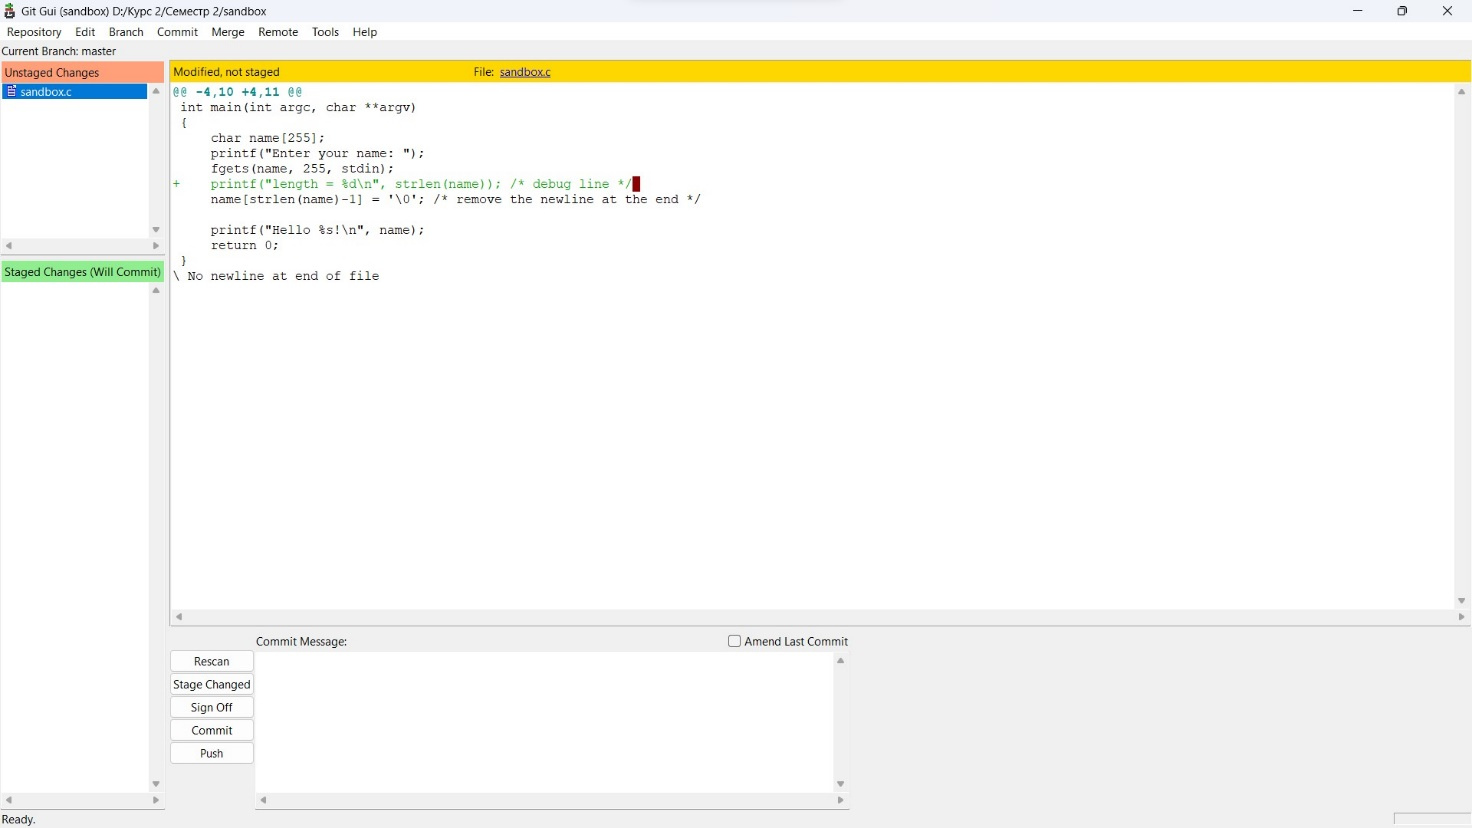 Git Gui (sandbox) D:/Курс 2/Семестр 2/sandbox
Repository Edit Branch Commit Merge Remote Tools Help
Current Branch: master
Unstaged Changes
sandbox.c
Modified, not staged File: sandbox.c
@@ -4,10 +4,11 @@
 int main(int argc, char **argv)
 {
     char name[255];
     printf("Enter your name: ");
     fgets(name, 255, stdin);
+    printf("length = %d\n", strlen(name)); /* debug line */
     name[strlen(name)-1] = '\0'; /* remove the newline at the end */
     printf("Hello %s!\n", name);
     return 0;
 }
\ No newline at end of file
Staged Changes (Will Commit)
Commit Message: Amend Last Commit
Rescan
Stage Changed
Sign Off
Commit
Push
Ready.